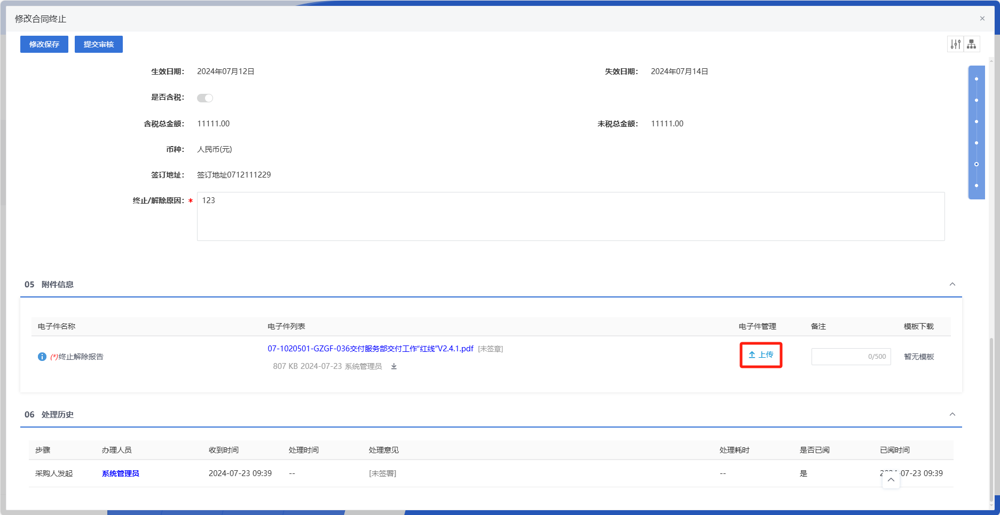 修改合同终止
修改保存 提交审核
生效日期： 2024年07月12日 失效日期： 2024年07月14日
是否含税：
含税总金额： 11111.00 未税总金额： 11111.00
币种： 人民币(元)
签订地址： 签订地址0712111229
终止/解除原因：* 123
05 附件信息
电子件名称 电子件列表 电子件管理 备注 模板下载
(*)终止解除报告 07-1020501-GZGF-036交付服务部交付工作“红线”V2.4.1.pdf [未签章] 上传 0/500 暂无模板
807 KB 2024-07-23 系统管理员
06 处理历史
步骤 办理人员 收到时间 处理时间 处理意见 处理耗时 是否已阅 已阅时间
采购人发起 系统管理员 2024-07-23 09:39 -- [未签署] -- 是 2024-07-23 09:39